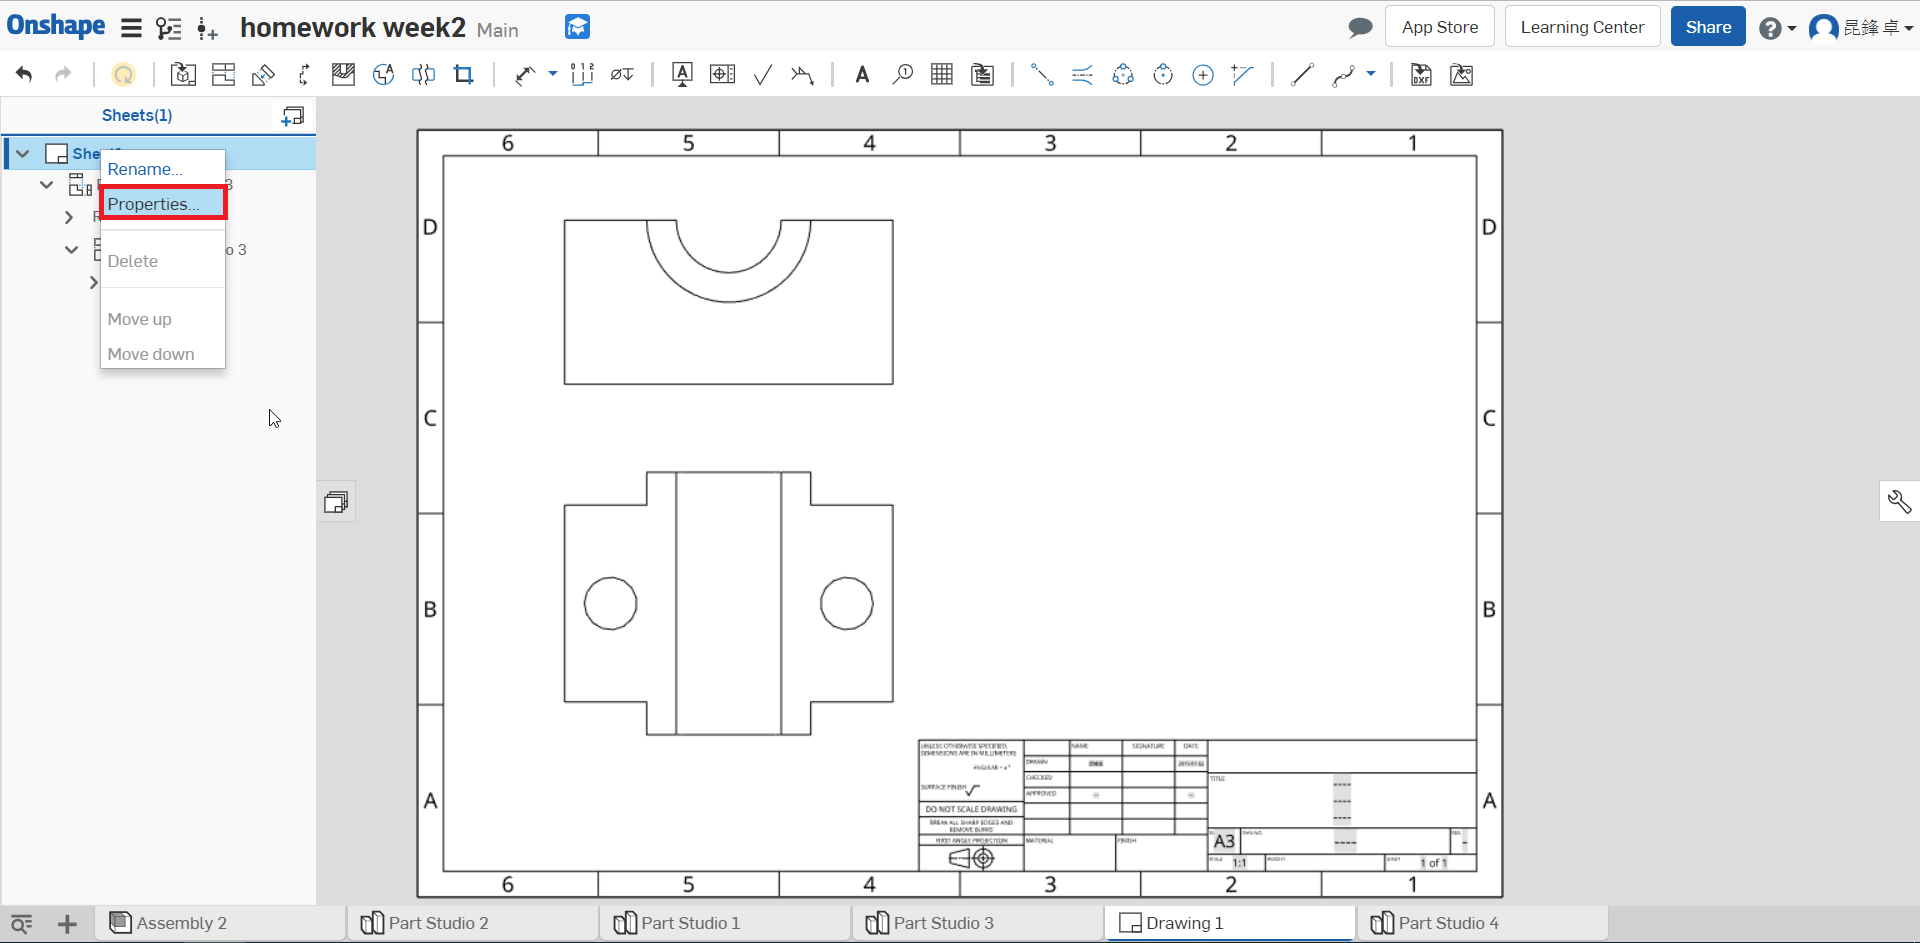 Onshape
homework week2 Main
App Store
Learning Center
Share
昆鋒 卓
Sheets(1)
Rename...
Properties...
3
Delete
o 3
Move up
Move down
6 5 4 3 2 1
D D
C C
B B
A A
6 5 4 3 2 1
UNLESS OTHERWISE SPECIFIED,
DIMENSIONS ARE IN MILLIMETERS
SURFACE FINISH
DO NOT SCALE DRAWING
BREAK ALL SHARP EDGES AND
REMOVE BURRS
FIRST ANGLE PROJECTION
NAME SIGNATURE DATE
DRAWN
CHECKED
APPROVED
MATERIAL FINISH
TITLE
----
----
----
A3 ---- -
SCALE 1:1 WEIGHT SHEET 1 of 1
Assembly 2
Part Studio 2
Part Studio 1
Part Studio 3
Drawing 1
Part Studio 4